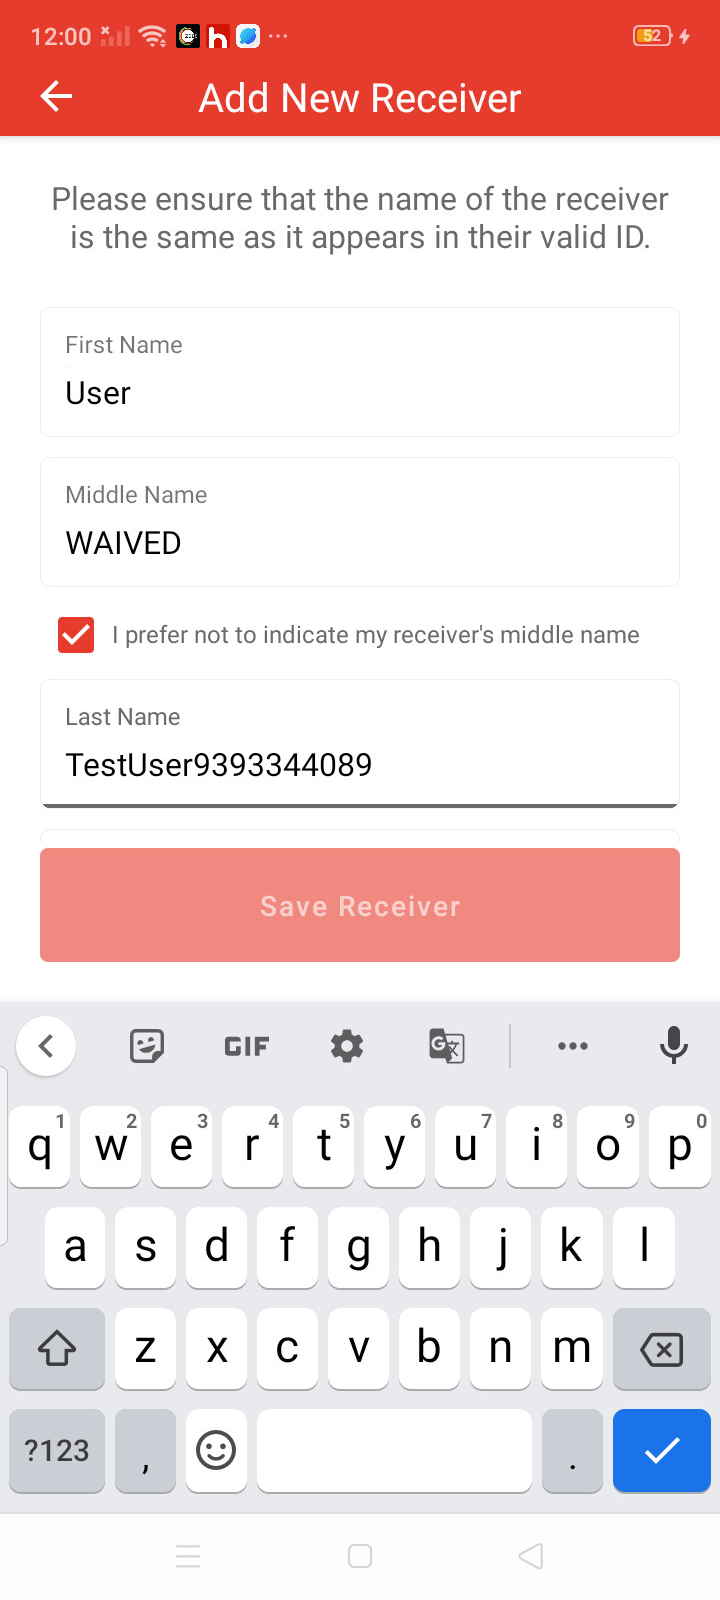 12:00 52
Add New Receiver
Please ensure that the name of the receiver
is the same as it appears in their valid ID.
First Name
User
Middle Name
WAIVED
I prefer not to indicate my receiver's middle name
Last Name
TestUser9393344089
Save Receiver
GIF
1 2 3 4 5 6 7 8 9 0
q w e r t y u i o p
a s d f g h j k l
z x c v b n m
?123 , .